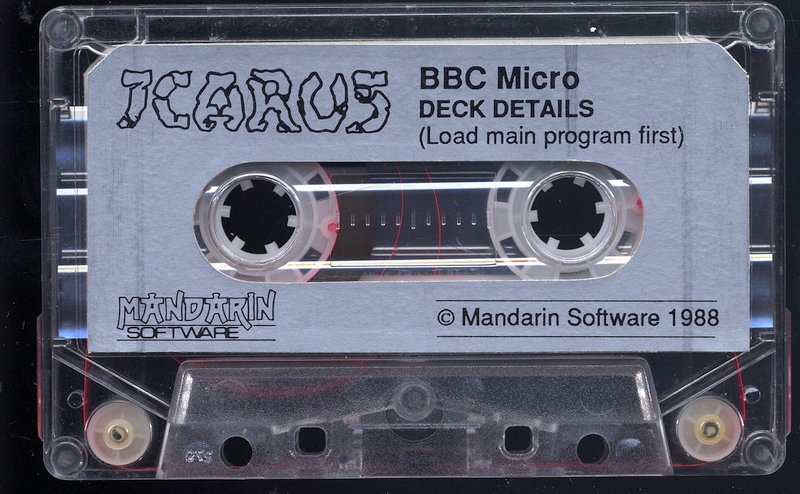 ICARUS
BBC Micro
DECK DETAILS
(Load main program first)
MANDARIN
SOFTWARE
© Mandarin Software 1988